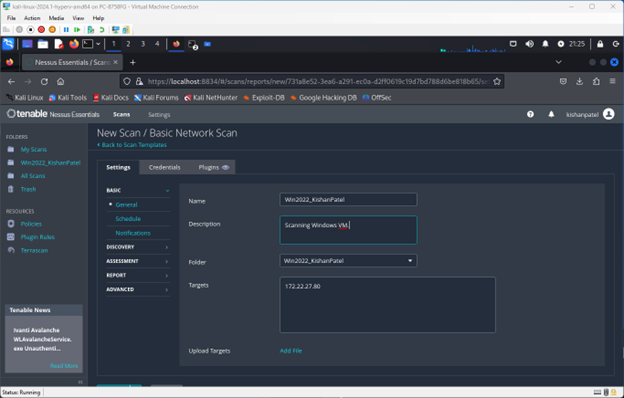 kali-linux-2024.1-hyperv-amd64 on PC-8750FG - Virtual Machine Connection
File Action Media View Help
1 2 3 4
21:25
Nessus Essentials / Scans
https://localhost:8834/#/scans/reports/new/731a8e52-3ea6-a291-ec0a-d2ff0619c19d7bd788d6be818b65/
Kali Linux Kali Tools Kali Docs Kali Forums Kali NetHunter Exploit-DB Google Hacking DB OffSec
tenable Nessus Essentials Scans Settings kishanpatel
FOLDERS
My Scans
Win2022_KishanPatel
All Scans
Trash
RESOURCES
Policies
Plugin Rules
Terrascan
Tenable News
Ivanti Avalanche
WLAvalancheService.
exe Unauthenti...
Read More
New Scan / Basic Network Scan
Back to Scan Templates
Settings Credentials Plugins
BASIC
General
Schedule
Notifications
DISCOVERY
ASSESSMENT
REPORT
ADVANCED
Name Win2022_KishanPatel
Description Scanning Windows VM.
Folder Win2022_KishanPatel
Targets 172.22.27.80
Upload Targets Add File
Status: Running